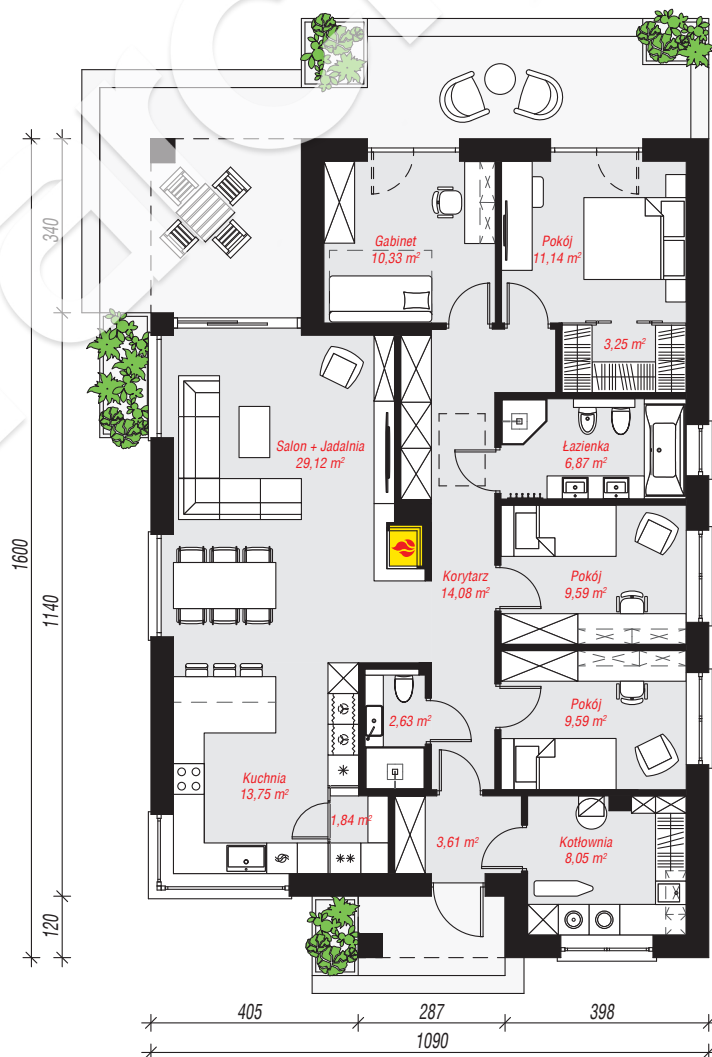 Gabinet
10,33 m²
Pokój
11,14 m²
3,25 m²
Salon + Jadalnia
29,12 m²
Łazienka
6,87 m²
Korytarz
14,08 m²
Pokój
9,59 m²
Pokój
9,59 m²
2,63 m²
Kuchnia
13,75 m²
1,84 m²
3,61 m²
Kotłownia
8,05 m²
340
1600
1140
120
405
287
398
1090